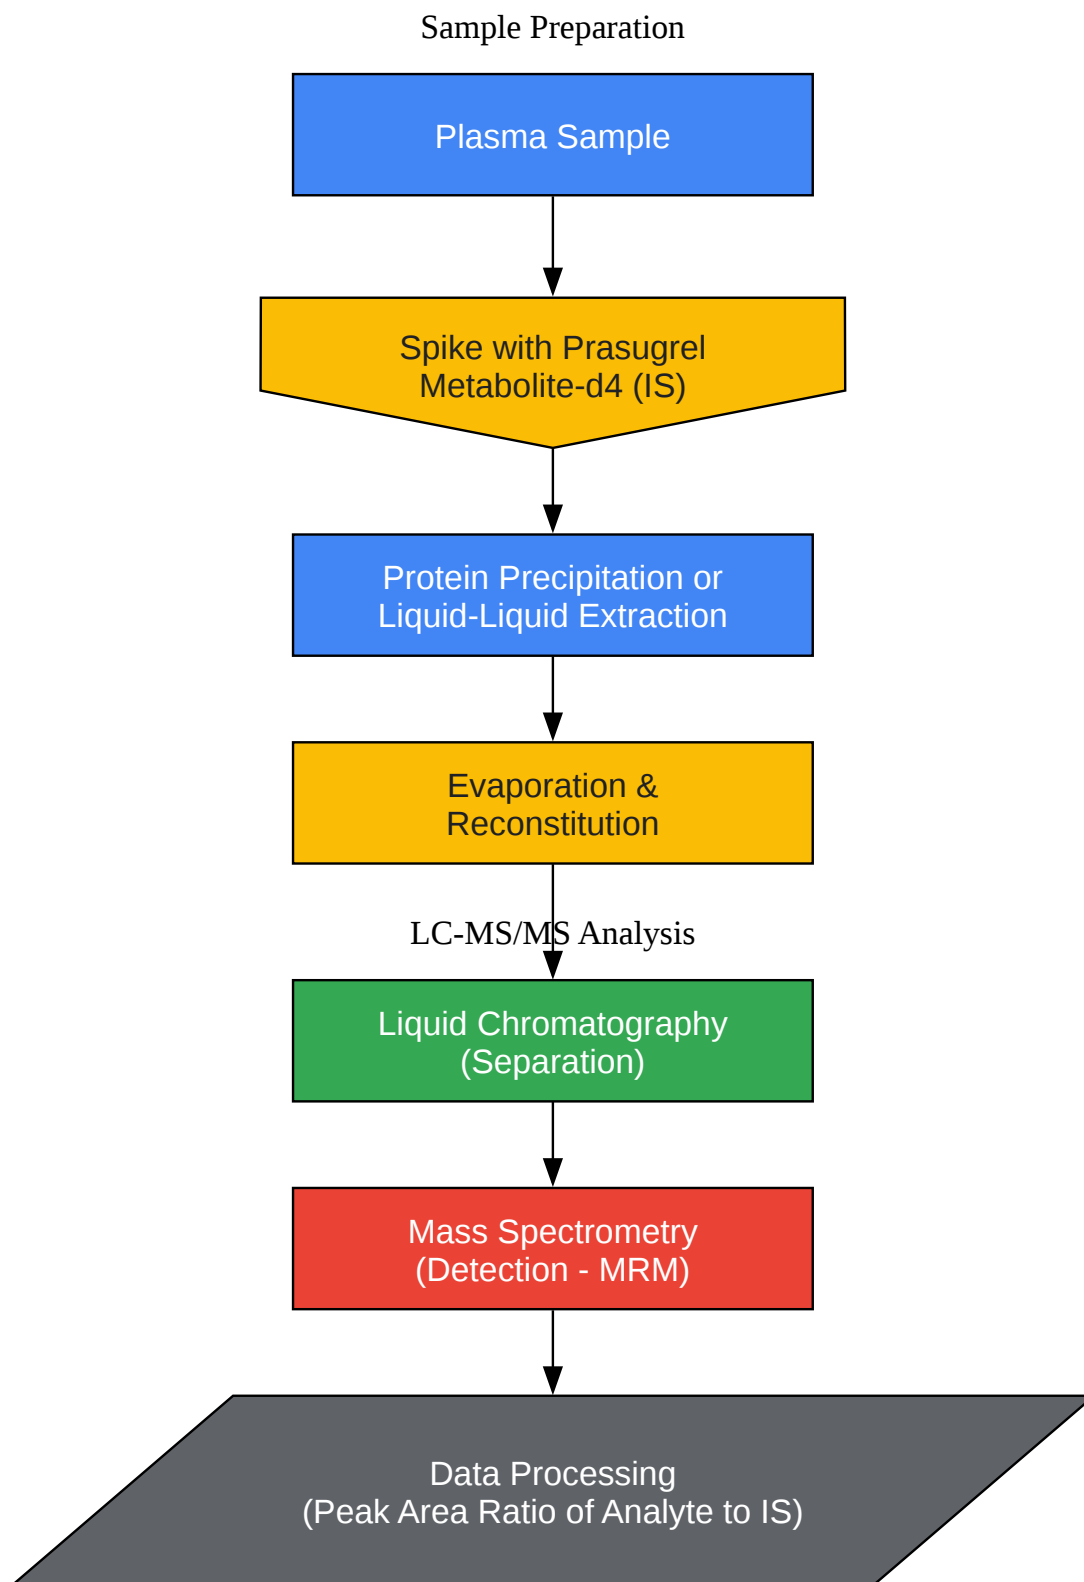 Sample Preparation
Plasma Sample
Spike with Prasugrel
Metabolite-d4 (IS)
Protein Precipitation or
Liquid-Liquid Extraction
Evaporation &
Reconstitution
LC-MS/MS Analysis
Liquid Chromatography
(Separation)
Mass Spectrometry
(Detection - MRM)
Data Processing
(Peak Area Ratio of Analyte to IS)